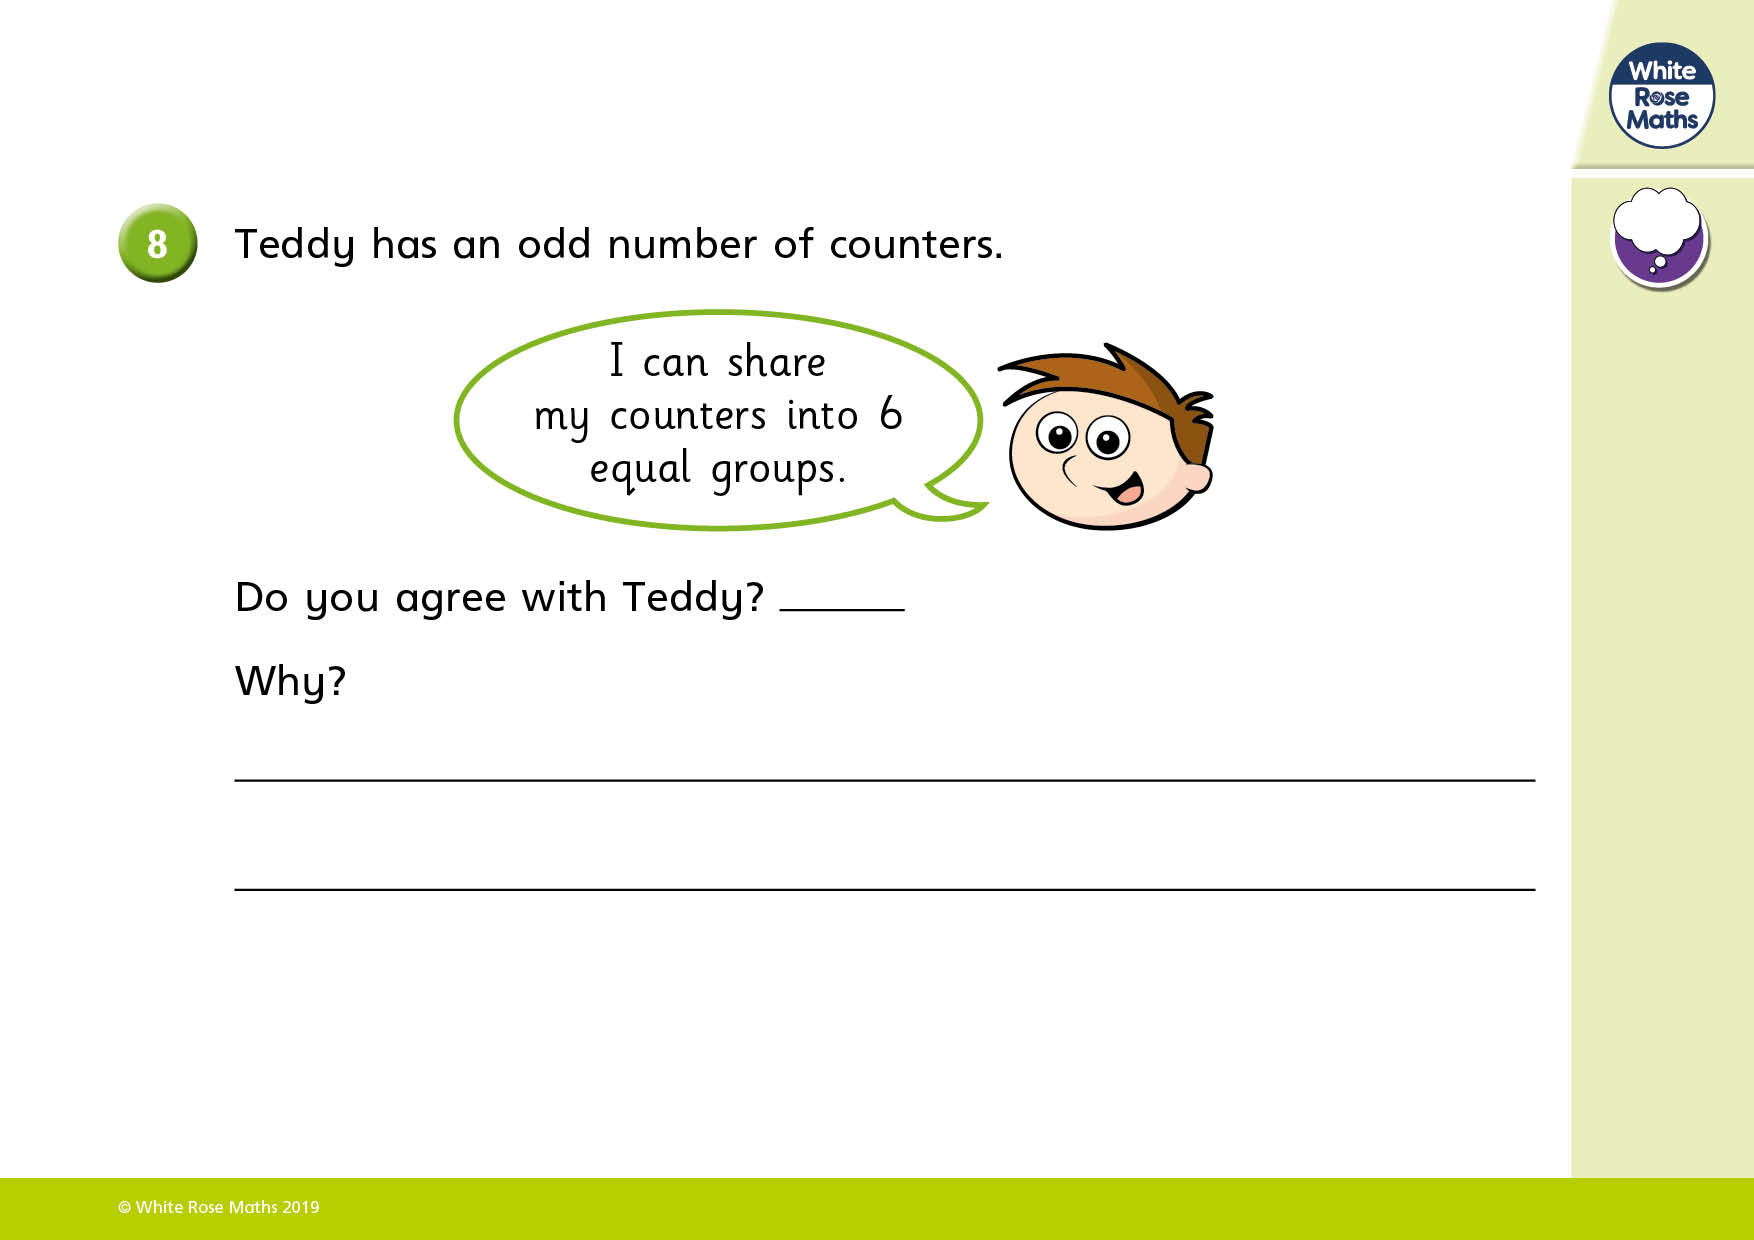 White
Rose
Maths
8 Teddy has an odd number of counters.
I can share
my counters into 6
equal groups.
Do you agree with Teddy? ______
Why?
© White Rose Maths 2019